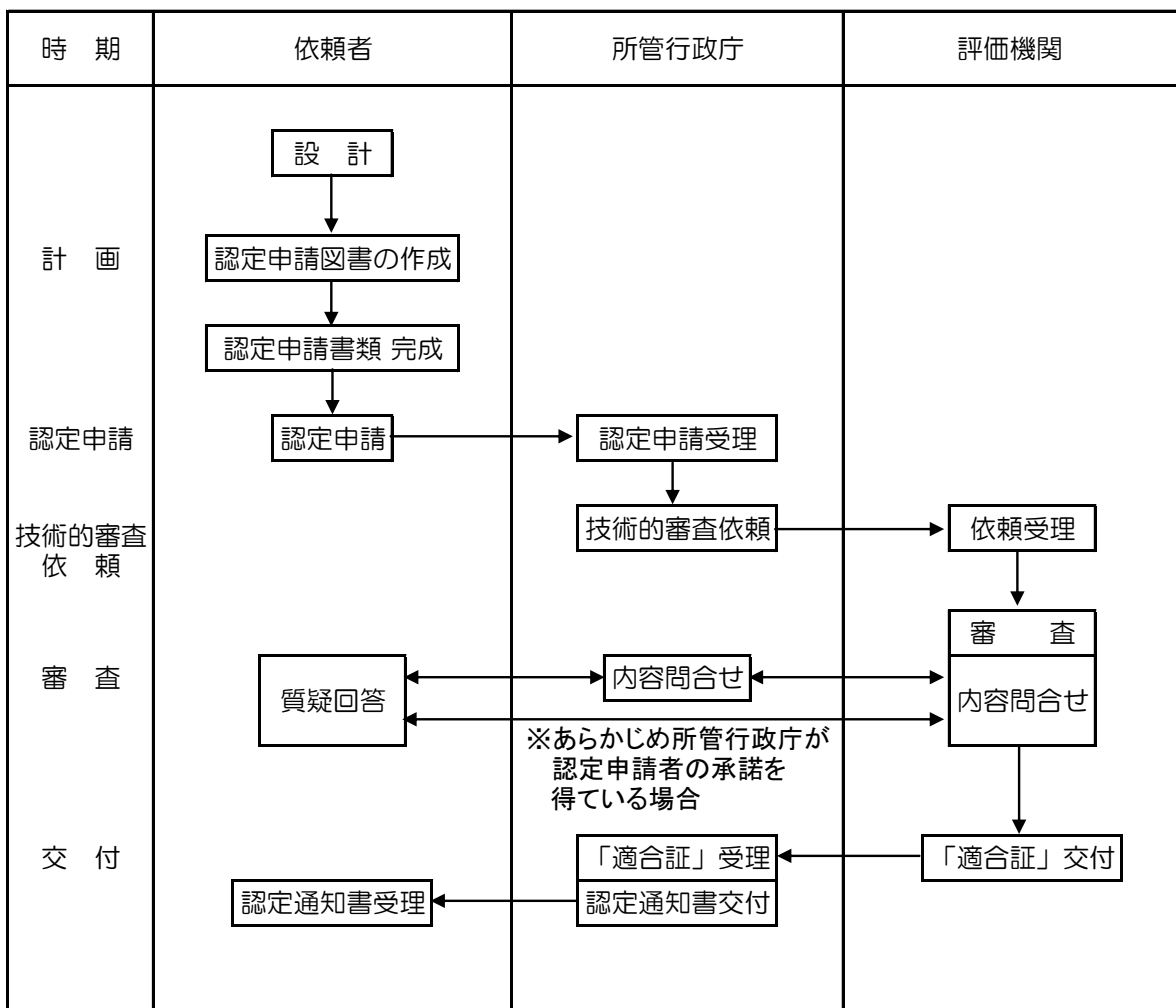 時　期
依頼者
所管行政庁
評価機関
設　計
計　画
認定申請図書の作成
認定申請書類 完成
認定申請
認定申請
認定申請受理
技術的審査
依　頼
技術的審査依頼
依頼受理
審　査
質疑回答
内容問合せ
審　　査
内容問合せ
※あらかじめ所管行政庁が
認定申請者の承諾を
得ている場合
交　付
「適合証」受理
「適合証」交付
認定通知書受理
認定通知書交付